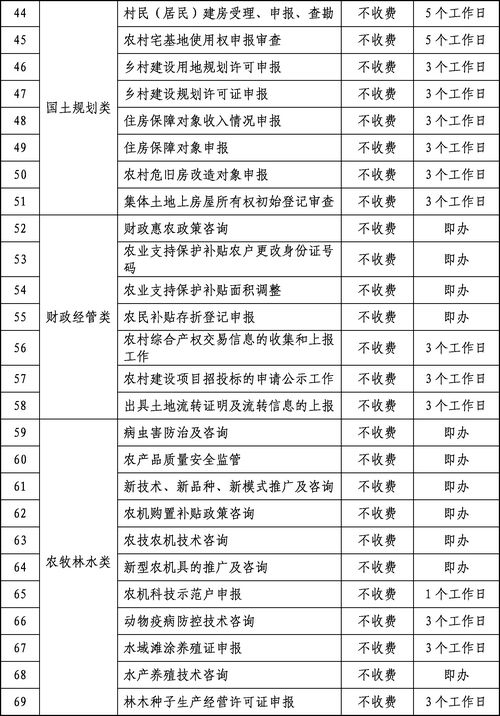 44 村民（居民）建房受理、申报、查勘 不收费 5个工作日
45 农村宅基地使用权申报审查 不收费 5个工作日
46 乡村建设用地规划许可申报 不收费 3个工作日
47 乡村建设规划许可证申报 不收费 3个工作日
国土规划类
48 住房保障对象收入情况申报 不收费 3个工作日
49 住房保障对象申报 不收费 3个工作日
50 农村危旧房改造对象申报 不收费 3个工作日
51 集体土地上房屋所有权初始登记审查 不收费 3个工作日
52 财政惠农政策咨询 不收费 即办
53 农业支持保护补贴农户更改身份证号
码 不收费 即办
54 农业支持保护补贴面积调整 不收费 即办
55 财政经管类 农民补贴存折登记申报 不收费 即办
56 农村综合产权交易信息的收集和上报
工作 不收费 3个工作日
57 农村建设项目招投标的申请公示工作 不收费 3个工作日
58 出具土地流转证明及流转信息的上报 不收费 3个工作日
59 病虫害防治及咨询 不收费 即办
60 农产品质量安全监管 不收费 即办
61 新技术、新品种、新模式推广及咨询 不收费 即办
62 农机购置补贴政策咨询 不收费 即办
63 农技农机技术咨询 不收费 即办
64 农牧林水类 新型农机具的推广及咨询 不收费 即办
65 农机科技示范户申报 不收费 1个工作日
66 动物疫病防控技术咨询 不收费 3个工作日
67 水域滩涂养殖证申报 不收费 3个工作日
68 水产养殖技术咨询 不收费 即办
69 林木种子生产经营许可证申报 不收费 3个工作日